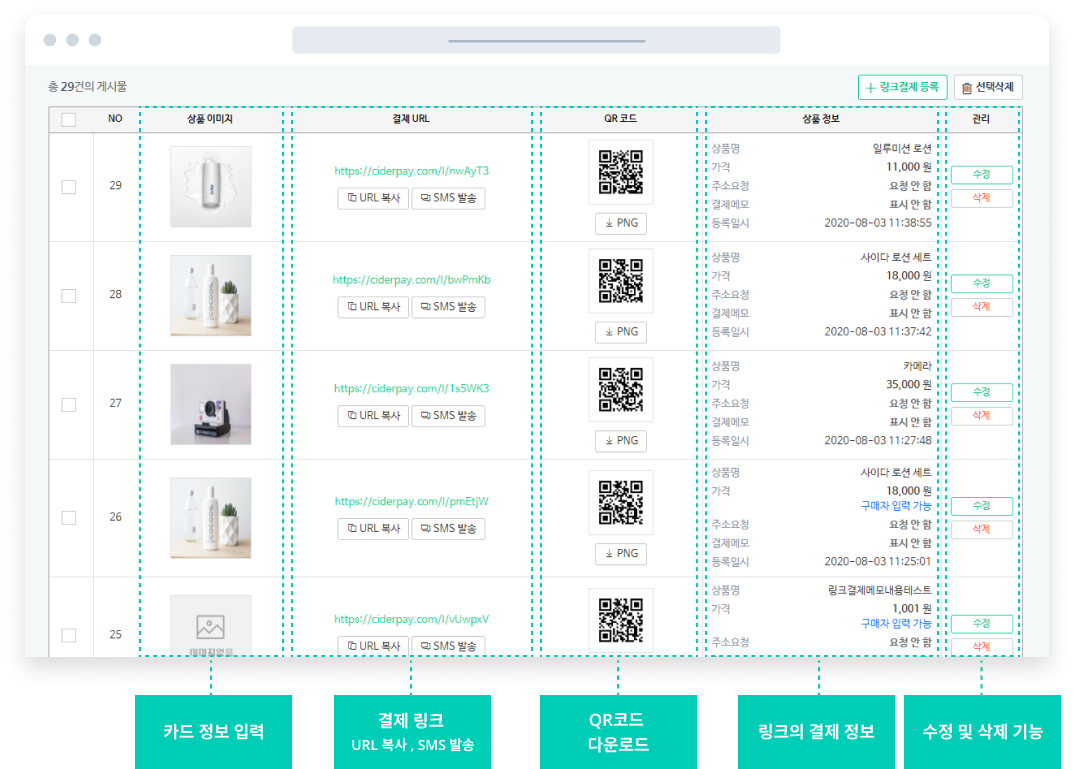 총 29건의 게시물
링크결제 등록
선택삭제
NO
상품 이미지
결제 URL
QR 코드
상품 정보
관리
29
https://ciderpay.com/l/nwAyT3
URL 복사
SMS 발송
PNG
상품명 일루미션 로션
가격 11,000 원
주소요청 요청 안 함
결제메모 표시 안 함
등록일시 2020-08-03 11:38:55
수정
삭제
28
https://ciderpay.com/l/bwPmKb
URL 복사
SMS 발송
PNG
상품명 사이다 로션 세트
가격 18,000 원
주소요청 요청 안 함
결제메모 표시 안 함
등록일시 2020-08-03 11:37:42
수정
삭제
27
https://ciderpay.com/l/1s5WK3
URL 복사
SMS 발송
PNG
상품명 카메라
가격 35,000 원
주소요청 요청 안 함
결제메모 표시 안 함
등록일시 2020-08-03 11:27:48
수정
삭제
26
https://ciderpay.com/l/pmEtjW
URL 복사
SMS 발송
PNG
상품명 사이다 로션 세트
가격 18,000 원
구매자 입력 가능
주소요청 요청 안 함
결제메모 표시 안 함
등록일시 2020-08-03 11:25:01
수정
삭제
25
이미지없음
https://ciderpay.com/l/vUwpxV
URL 복사
SMS 발송
상품명 링크결제메모내용테스트
가격 1,001 원
구매자 입력 가능
주소요청 요청 안 함
수정
삭제
카드 정보 입력
결제 링크
URL 복사 , SMS 발송
QR코드
다운로드
링크의 결제 정보
수정 및 삭제 기능